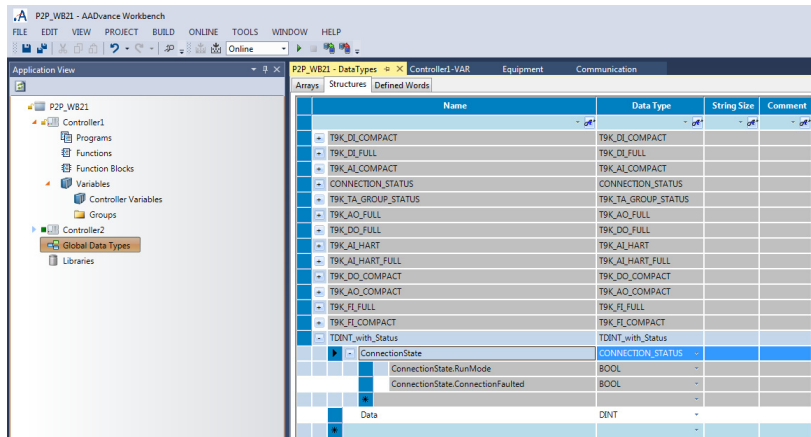 P2P_WB21 - AADvance Workbench
FILE EDIT VIEW PROJECT BUILD ONLINE TOOLS WINDOW HELP
Online
Application View
P2P_WB21
Controller1
Programs
Functions
Function Blocks
Variables
Controller Variables
Groups
Controller2
Global Data Types
Libraries
P2P_WB21 - DataTypes Controller1-VAR Equipment Communication
Arrays Structures Defined Words
Name Data Type String Size Comment
T9K_DI_COMPACT T9K_DI_COMPACT
T9K_DI_FULL T9K_DI_FULL
T9K_AI_COMPACT T9K_AI_COMPACT
CONNECTION_STATUS CONNECTION_STATUS
T9K_TA_GROUP_STATUS T9K_TA_GROUP_STATUS
T9K_AO_FULL T9K_AO_FULL
T9K_DO_FULL T9K_DO_FULL
T9K_AI_HART T9K_AI_HART
T9K_AI_HART_FULL T9K_AI_HART_FULL
T9K_DO_COMPACT T9K_DO_COMPACT
T9K_AO_COMPACT T9K_AO_COMPACT
T9K_FI_FULL T9K_FI_FULL
T9K_FI_COMPACT T9K_FI_COMPACT
TDINT_with_Status TDINT_with_Status
ConnectionState CONNECTION_STATUS
ConnectionState.RunMode BOOL
ConnectionState.ConnectionFaulted BOOL
Data DINT